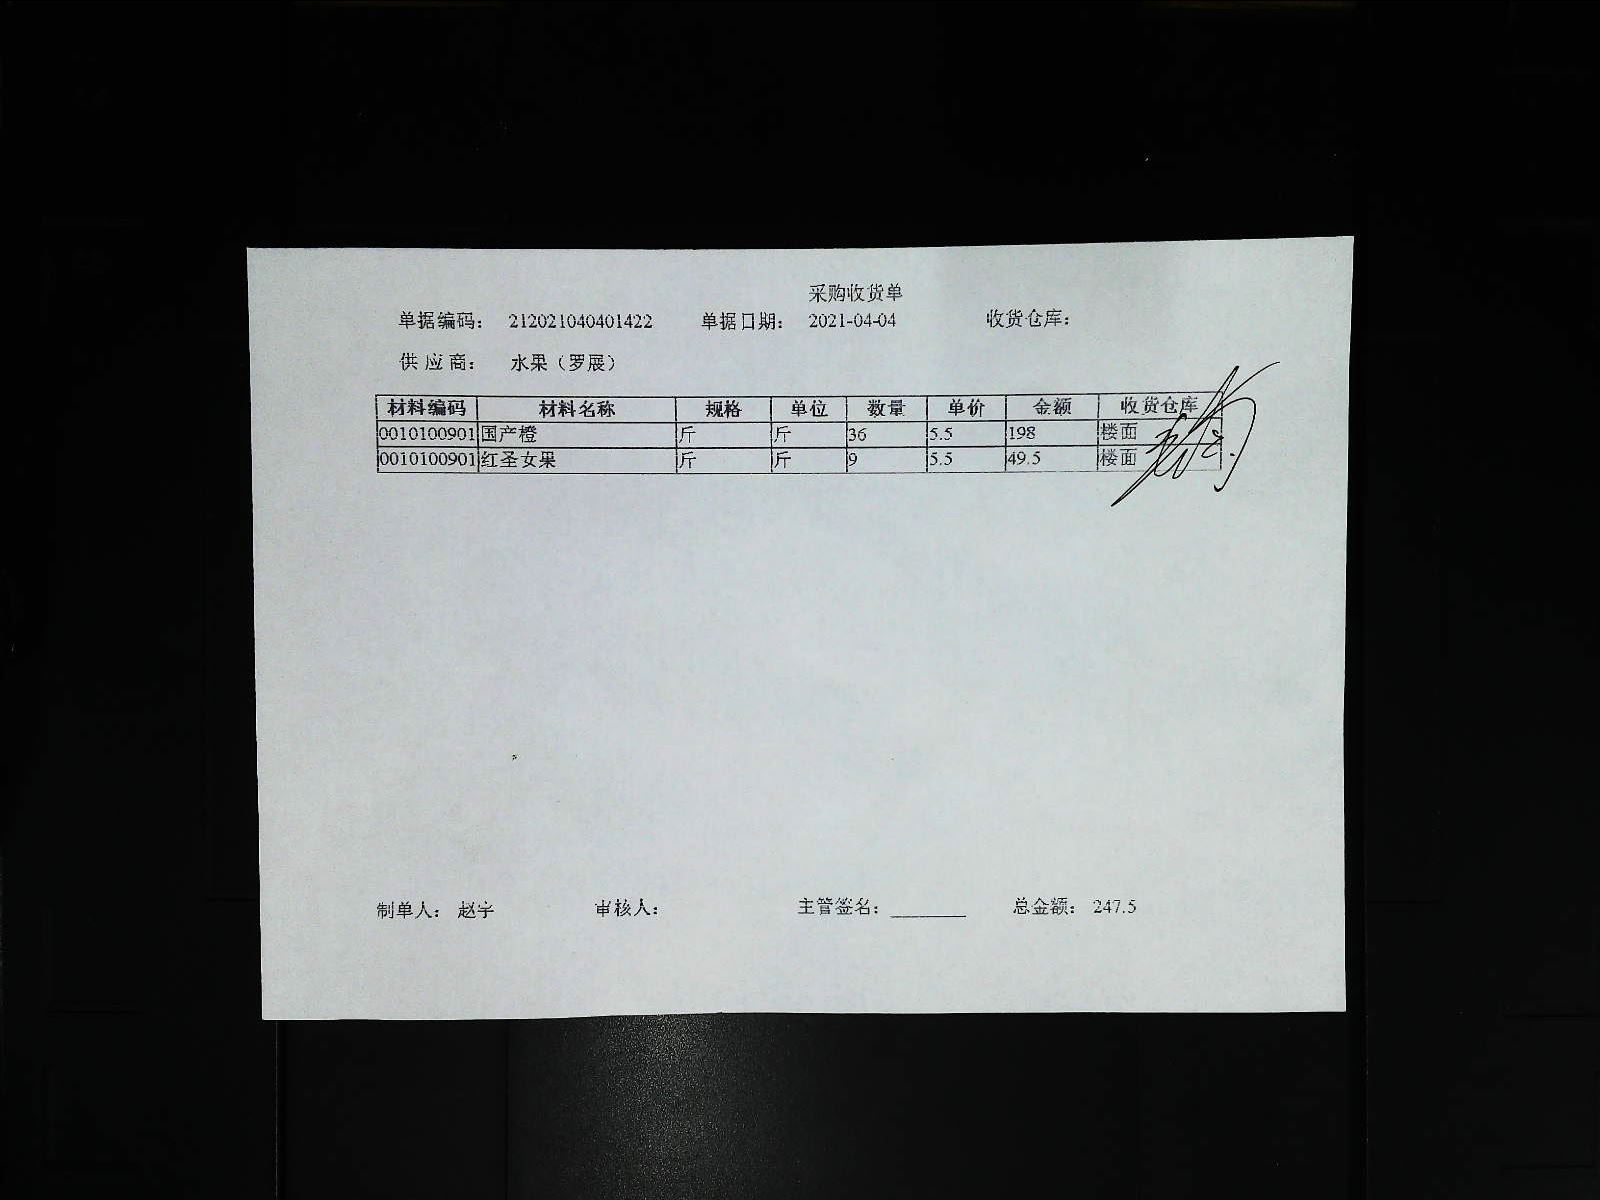 采购收货单
单据编码： 212021040401422 单据日期： 2021-04-04 收货仓库：
供应商： 水果（罗展）
材料编码 材料名称 规格 单位 数量 单价 金额 收货仓库
0010100901 国产橙 斤 斤 36 5.5 198 楼面
0010100901 红圣女果 斤 斤 9 5.5 49.5 楼面
制单人： 赵宇 审核人： 主管签名： 总金额： 247.5